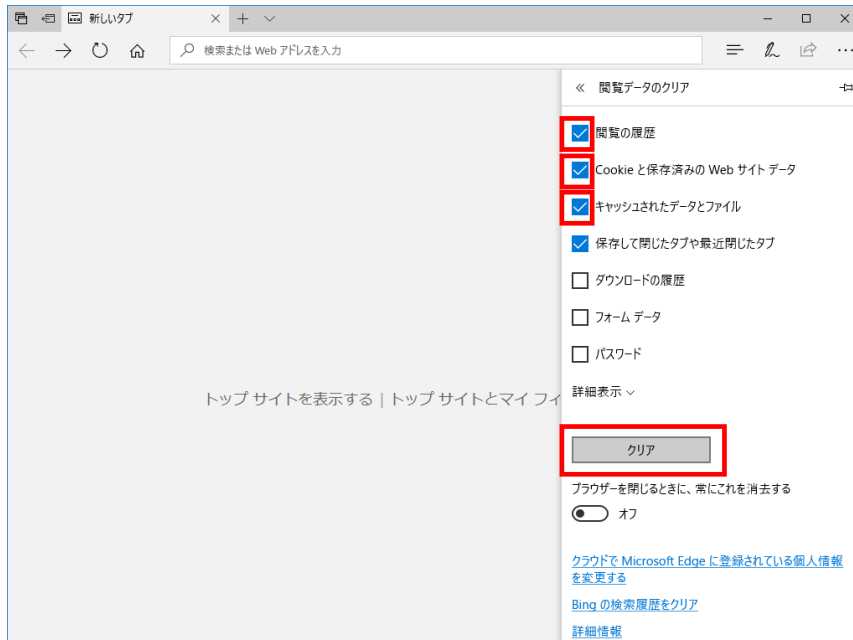 新しいタブ
検索または Web アドレスを入力
閲覧データのクリア
閲覧の履歴
Cookie と保存済みの Web サイト データ
キャッシュされたデータとファイル
保存して閉じたタブや最近閉じたタブ
ダウンロードの履歴
フォーム データ
パスワード
トップ サイトを表示する | トップ サイトとマイ フィ
詳細表示
クリア
ブラウザーを閉じるときに、常にこれを消去する
オフ
クラウドで Microsoft Edge に登録されている個人情報
を変更する
Bing の検索履歴をクリア
詳細情報